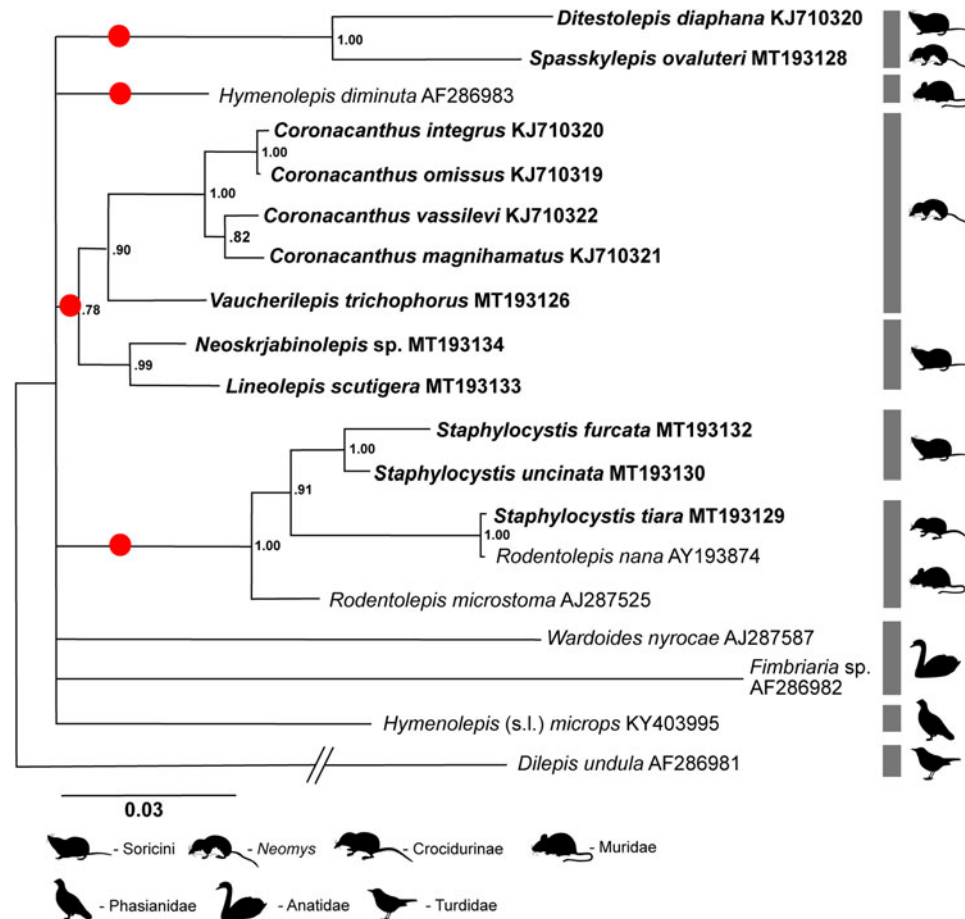 Ditestolepis diaphana KJ710320
1.00
Spasskylepis ovaluteri MT193128
Hymenolepis diminuta AF286983
Coronacanthus integrus KJ710320
1.00
Coronacanthus omissus KJ710319
1.00
Coronacanthus vassilevi KJ710322
.82
.90
Coronacanthus magnihamatus KJ710321
Vaucherilepis trichophorus MT193126
.78
Neoskrjabinolepis sp. MT193134
.99
Lineolepis scutigera MT193133
Staphylocystis furcata MT193132
1.00
Staphylocystis uncinata MT193130
.91
Staphylocystis tiara MT193129
1.00
1.00
Rodentolepis nana AY193874
Rodentolepis microstoma AJ287525
Wardoides nyrocae AJ287587
Fimbriaria sp.
AF286982
Hymenolepis (s.l.) microps KY403995
Dilepis undula AF286981
0.03
- Soricini - Neomys - Crocidurinae - Muridae
- Phasianidae - Anatidae - Turdidae